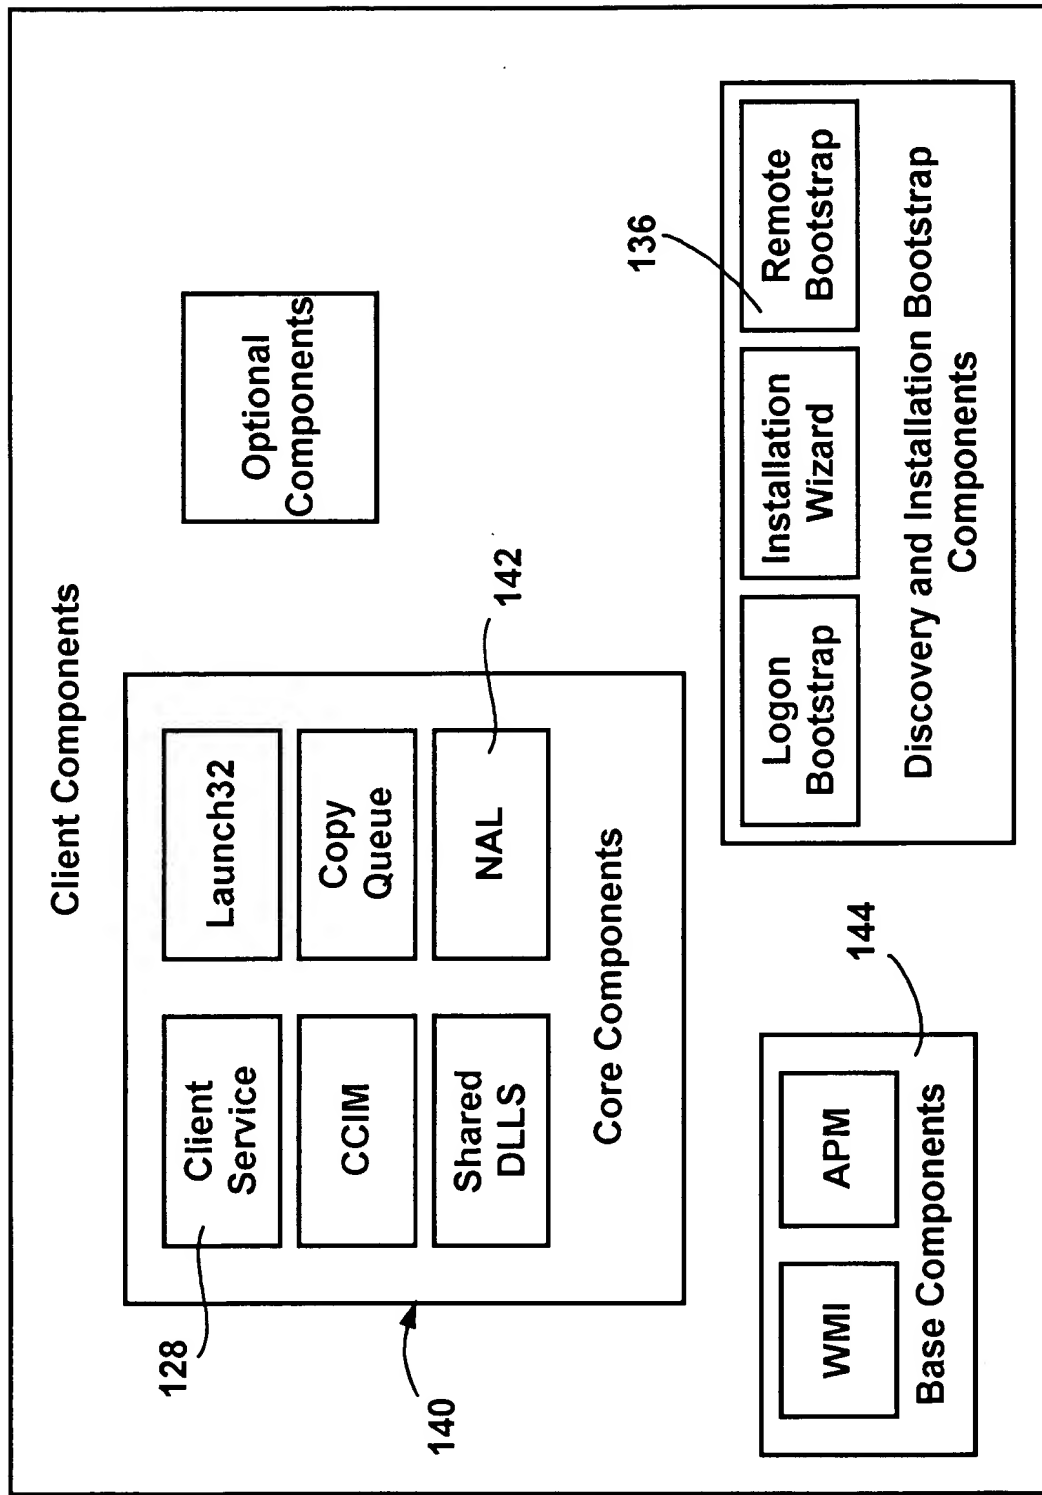 Client Components
128
Client
Service
Launch32
CCIM
Copy
Queue
Shared
DLLS
NAL
Core Components
140
142
Optional
Components
WMI
APM
Base Components
144
Logon
Bootstrap
Installation
Wizard
Remote
Bootstrap
136
Discovery and Installation Bootstrap
Components